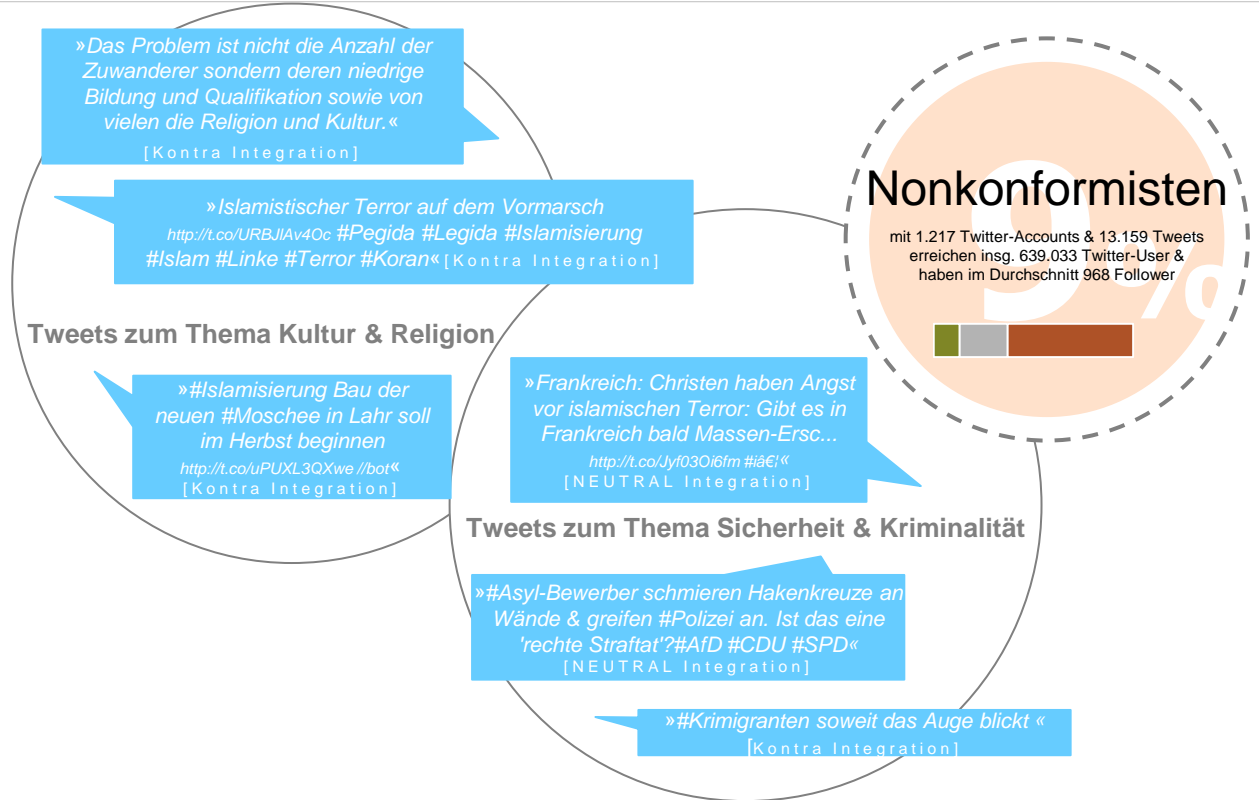 »Das Problem ist nicht die Anzahl der
Zuwanderer sondern deren niedrige
Bildung und Qualifikation sowie von
vielen die Religion und Kultur.«
[Kontra Integration]
»Islamistischer Terror auf dem Vormarsch
http://t.co/URBJIAv4Oc #Pegida #Legida #Islamisierung
#Islam #Linke #Terror #Koran« [Kontra Integration]
Tweets zum Thema Kultur & Religion
»#Islamisierung Bau der
neuen #Moschee in Lahr soll
im Herbst beginnen
http://t.co/uPUXL3QXwe //bot«
[Kontra Integration]
9%
Nonkonformisten
mit 1.217 Twitter-Accounts & 13.159 Tweets
erreichen insg. 639.033 Twitter-User &
haben im Durchschnitt 968 Follower
»Frankreich: Christen haben Angst
vor islamischen Terror: Gibt es in
Frankreich bald Massen-Ersc...
http://t.co/Jyf03Oi6fm #iâ€¦«
[NEUTRAL Integration]
Tweets zum Thema Sicherheit & Kriminalität
»#Asyl-Bewerber schmieren Hakenkreuze an
Wände & greifen #Polizei an. Ist das eine
'rechte Straftat'?#AfD #CDU #SPD«
[NEUTRAL Integration]
»#Krimigranten soweit das Auge blickt «
[Kontra Integration]